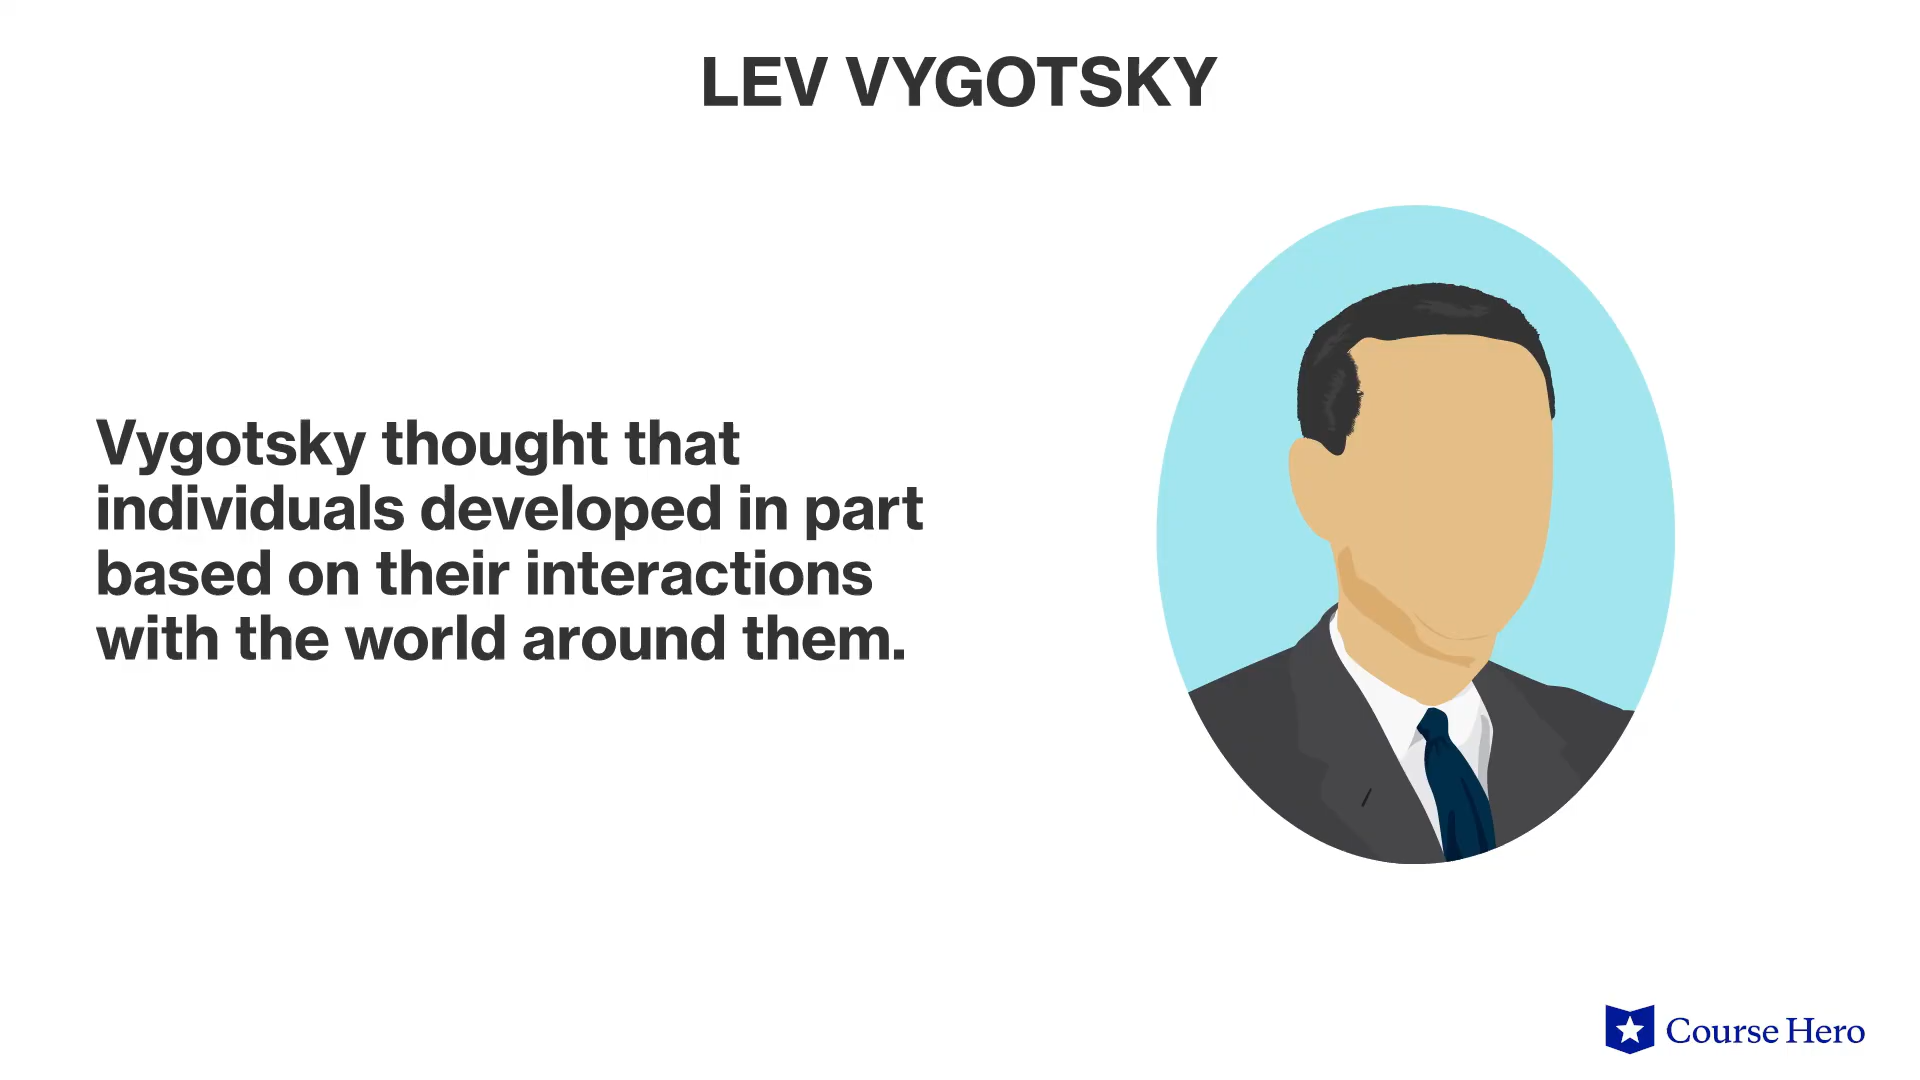 LEV VYGOTSKY
Vygotsky thought that
individuals developed in part
based on their interactions
with the world around them.
Course Hero